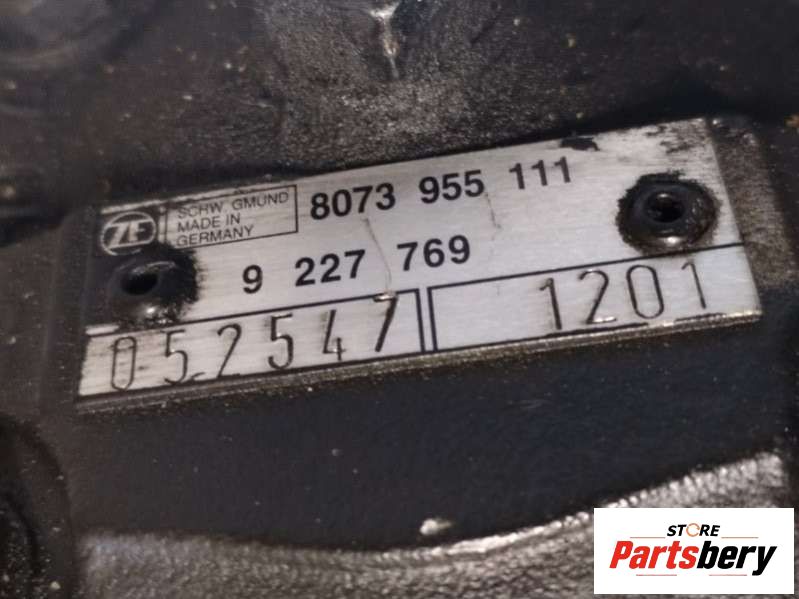 ZF
SCHW. GMUND
MADE IN
GERMANY
8073 955 111
9 227 769
052547 1201
STORE
Partsbery